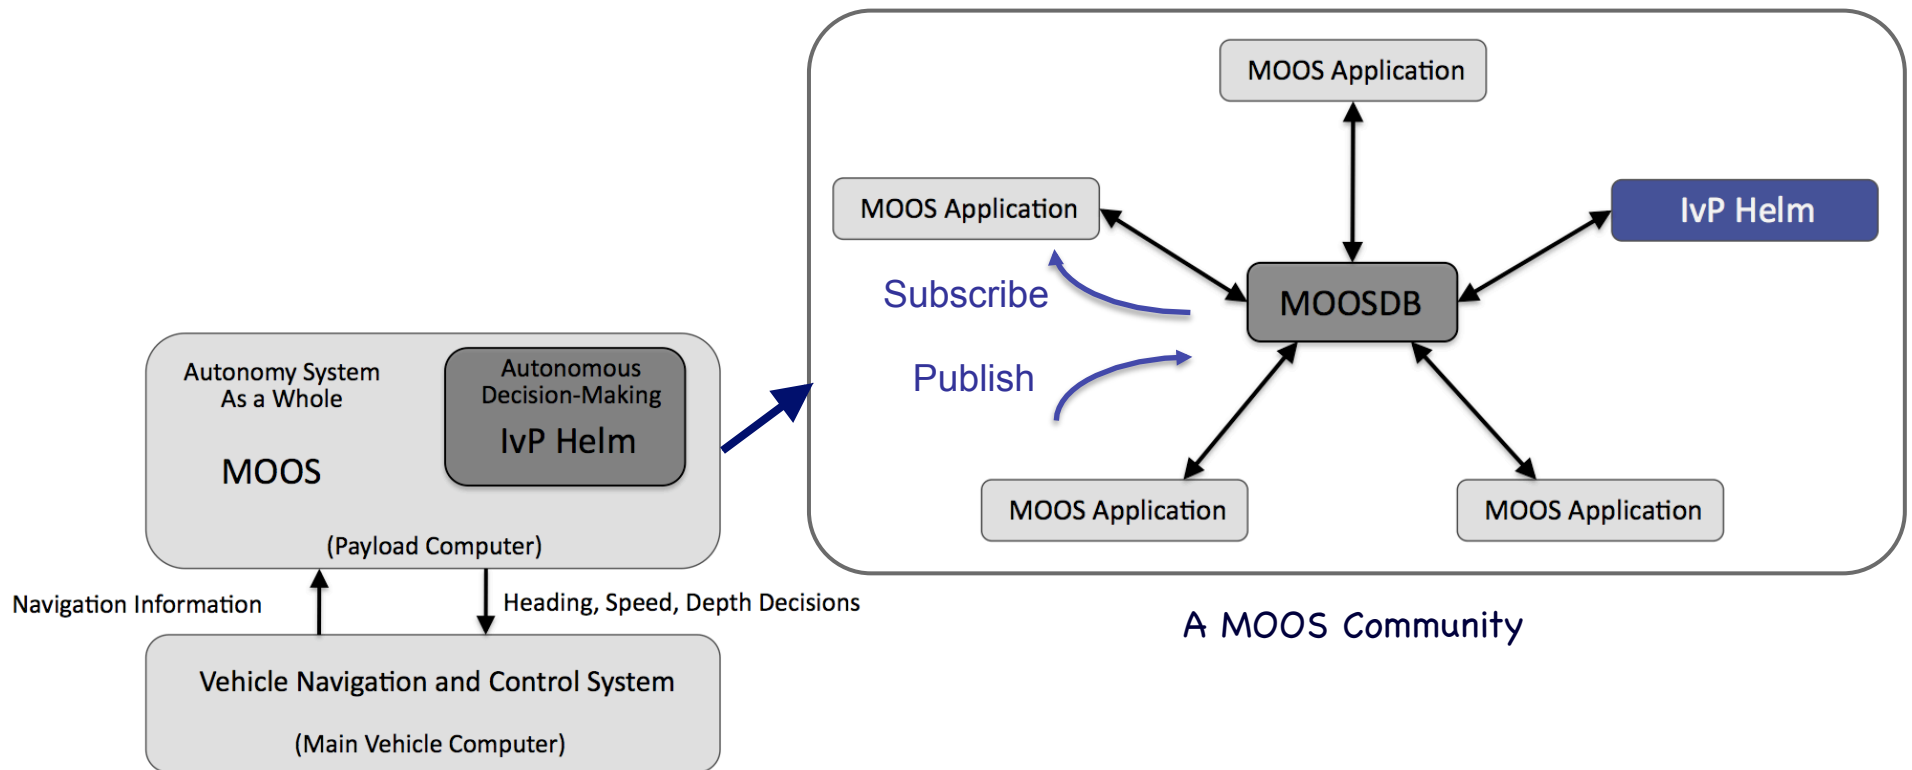 MOOS Application
MOOS Application
IvP Helm
Subscribe
MOOSDB
Publish
MOOS Application
MOOS Application
A MOOS Community
Autonomy System
As a Whole
MOOS
Autonomous
Decision-Making
IvP Helm
(Payload Computer)
Navigation Information
Heading, Speed, Depth Decisions
Vehicle Navigation and Control System
(Main Vehicle Computer)